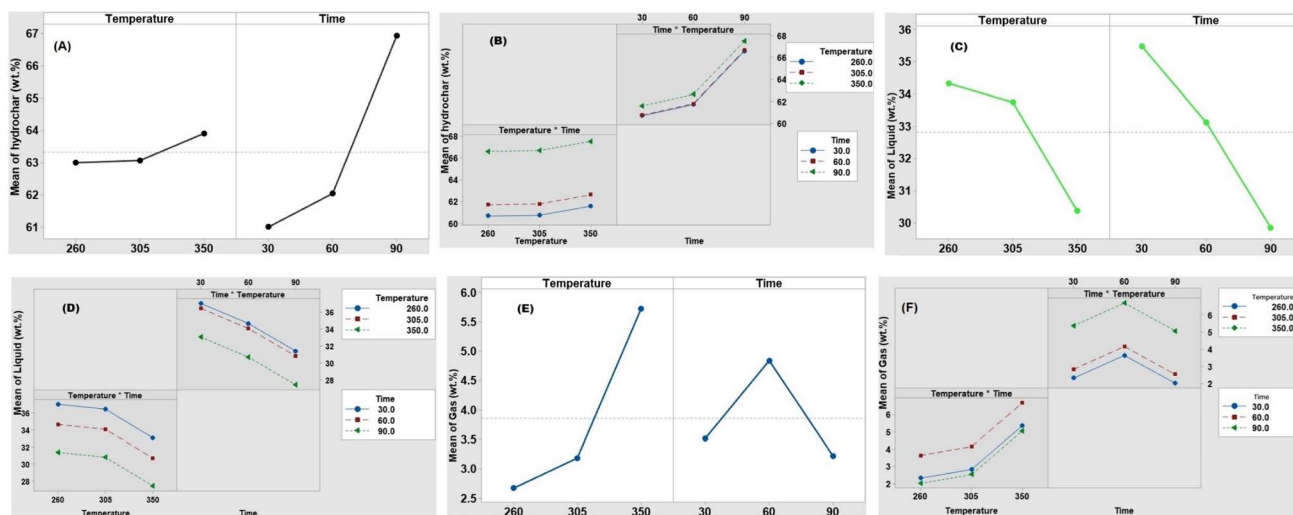 Temperature
Time
(A)
Mean of hydrochar (wt.%)
67
66
65
64
63
62
61
260 305 350 30 60 90
30 60 90
(B)
Time * Temperature
Mean of hydrochar (wt.%)
68
66
64
62
60
Temperature
260.0
305.0
350.0
Temperature * Time
68
66
64
62
60
Time
30.0
60.0
90.0
260 305 350
Temperature
Time
Temperature
Time
(C)
Mean of Liquid (wt.%)
36
35
34
33
32
31
30
260 305 350 30 60 90
30 60 90
(D)
Time * Temperature
Mean of Liquid (wt.%)
36
34
32
30
28
Temperature
260.0
305.0
350.0
Temperature * Time
36
34
32
30
28
Time
30.0
60.0
90.0
260 305 350
Temperature
Time
Temperature
Time
(E)
Mean of Gas (wt.%)
6.0
5.5
5.0
4.5
4.0
3.5
3.0
2.5
260 305 350 30 60 90
30 60 90
(F)
Time * Temperature
Mean of Gas (wt.%)
6
5
4
3
2
Temperature
260.0
305.0
350.0
Temperature * Time
6
5
4
3
2
Time
30.0
60.0
90.0
260 305 350
Temperature
Time